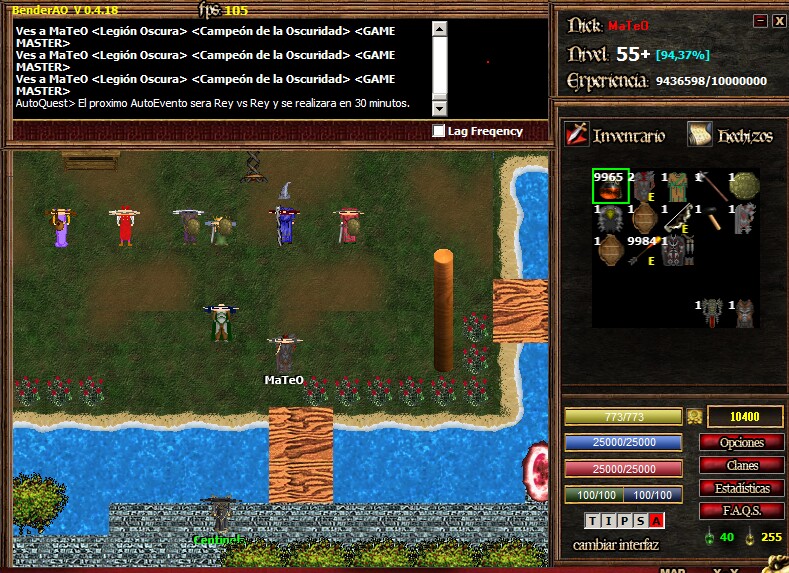 BenderAO V 0.4.18
fps 105
Ves a MaTeO <Legión Oscura> <Campeón de la Oscuridad> <GAME
MASTER>
Ves a MaTeO <Legión Oscura> <Campeón de la Oscuridad> <GAME
MASTER>
Ves a MaTeO <Legión Oscura> <Campeón de la Oscuridad> <GAME
MASTER>
AutoQuest> El proximo AutoEvento sera Rey vs Rey y se realizara en 30 minutos.
Lag Freqency
Nick: MaTeO
Nivel: 55+ [94,37%]
Experiencia: 9436598/10000000
Inventario
Hechizos
9965 2 1 1 1
E
1 1 1 1 1
E
1 9984 1
E
1 1
MaTeO
Centinel
773/773
10400
25000/25000
Opciones
25000/25000
Clanes
100/100 100/100
Estadísticas
T I P S A
F.A.Q.S.
cambiar interfaz
40 255
X X